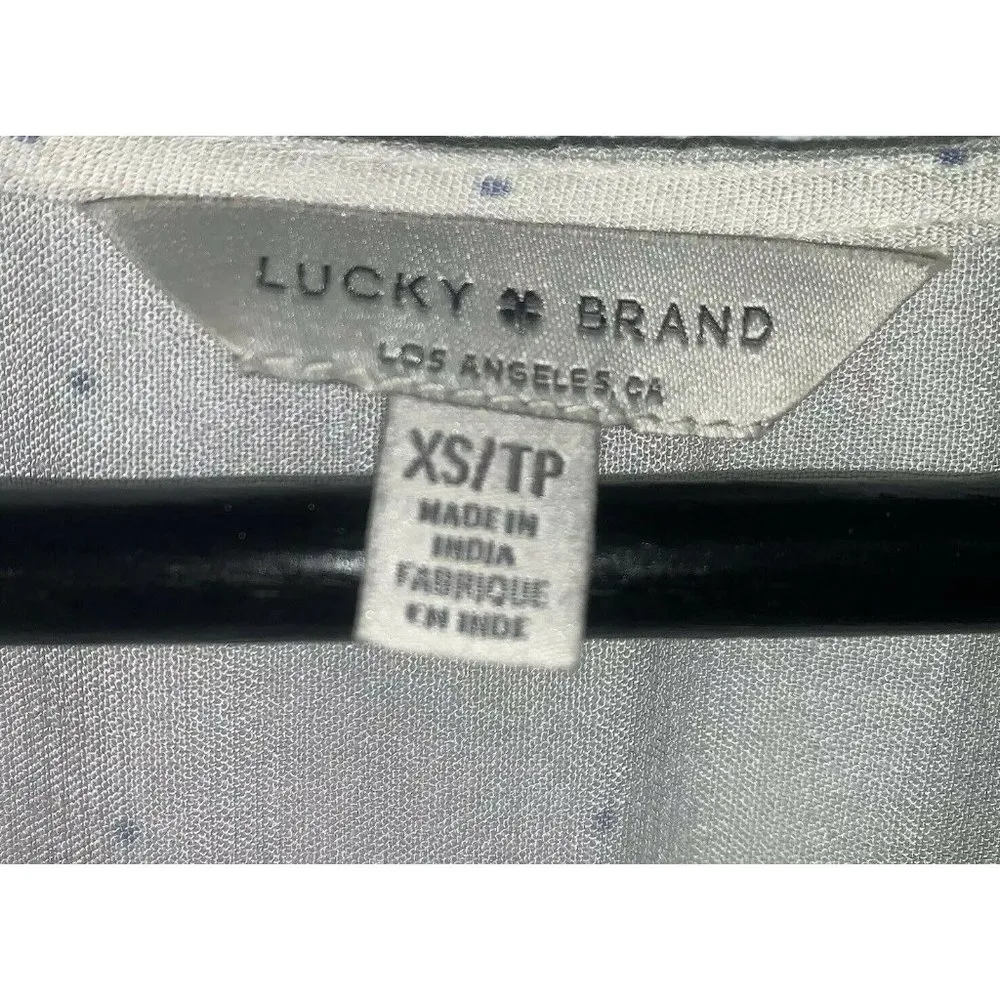 LUCKY BRAND
LOS ANGELES, CA
XS/TP
MADE IN
INDIA
FABRIQUE
EN INDE